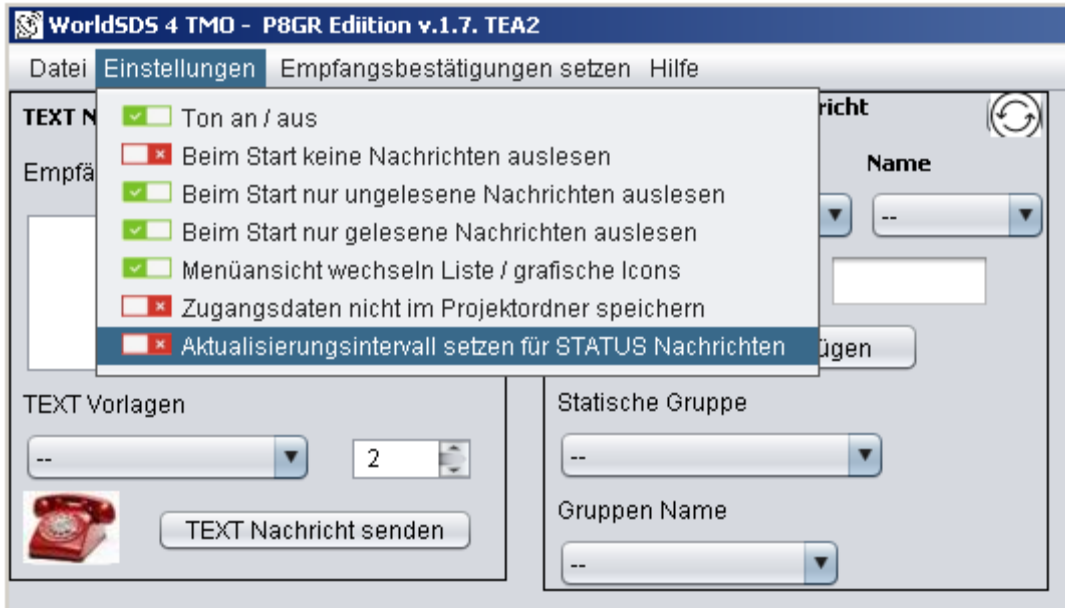 WorldSDS 4 TMO - P8GR Ediition v.1.7. TEA2
Datei Einstellungen Empfangsbestätigungen setzen Hilfe
TEXT N
Ton an / aus
richt
Beim Start keine Nachrichten auslesen
Empfä
Name
Beim Start nur ungelesene Nachrichten auslesen
--
Beim Start nur gelesene Nachrichten auslesen
Menüansicht wechseln Liste / grafische Icons
Zugangsdaten nicht im Projektordner speichern
Aktualisierungsintervall setzen für STATUS Nachrichten
ügen
TEXT Vorlagen
Statische Gruppe
--
2
--
Gruppen Name
TEXT Nachricht senden
--